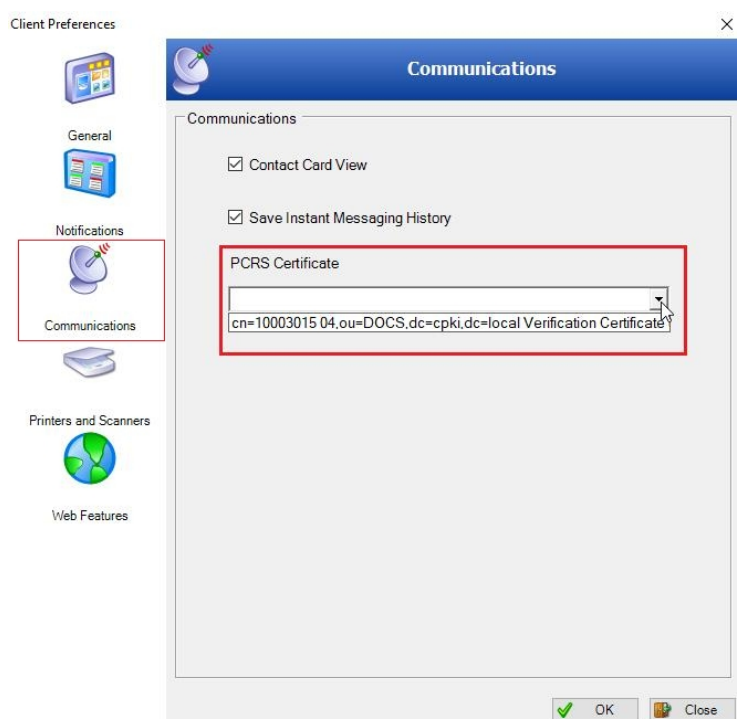 Client Preferences
Communications
General
Notifications
Communications
Printers and Scanners
Web Features
Communications
Contact Card View
Save Instant Messaging History
PCRS Certificate
cn=10003015 04,ou=DOCS,dc=cpki,dc=local Verification Certificate
OK
Close